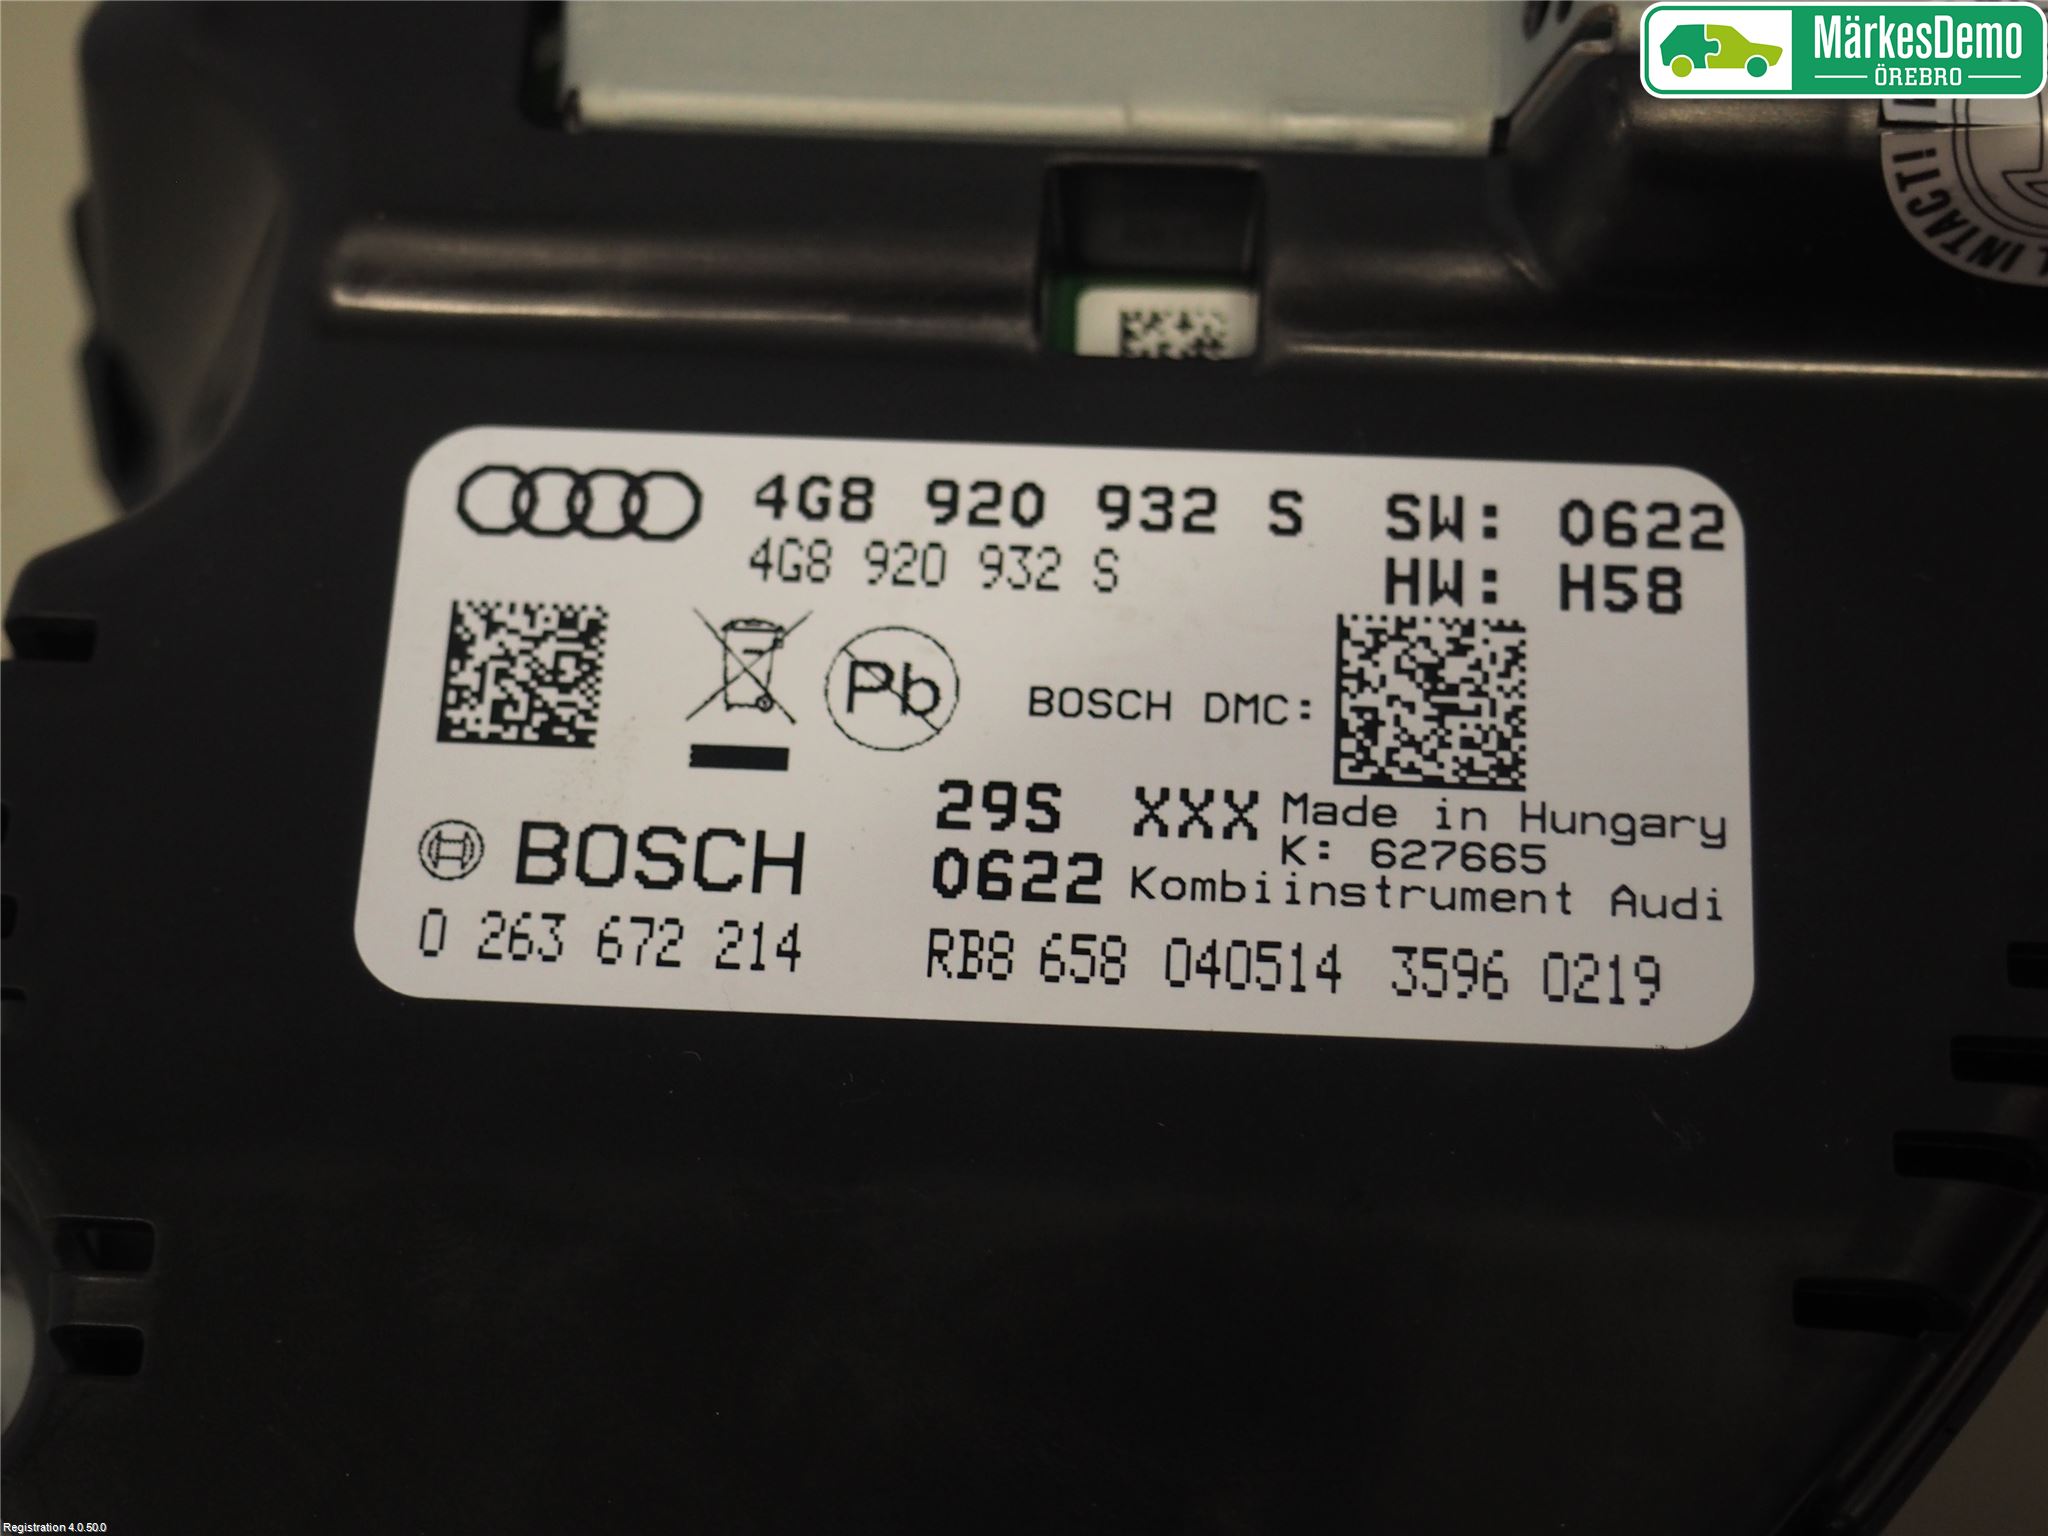 MärkesDemo
ÖREBRO
INTACT!
4G8 920 932 S SW: 0622
4G8 920 932 S HW: H58
Pb
BOSCH DMC:
29S XXX Made in Hungary
K: 627665
BOSCH 0622 Kombiinstrument Audi
0 263 672 214 RB8 658 040514 3596 0219
Registration 4.0.50.0